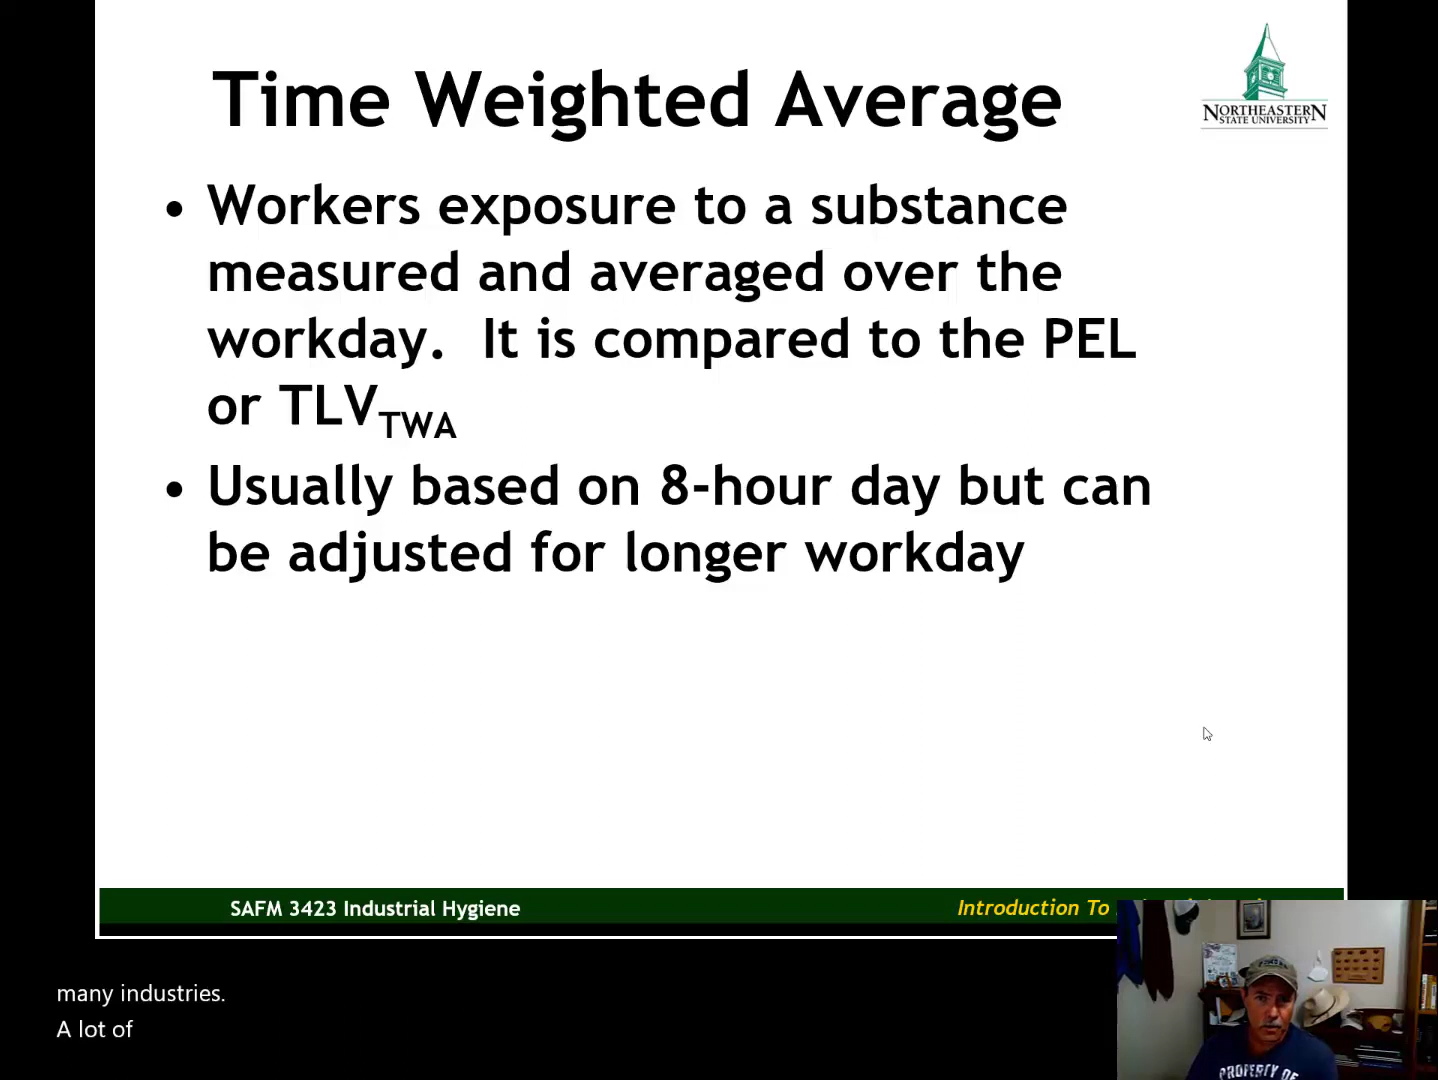 Time Weighted Average
NORTHEASTERN
STATE UNIVERSITY
• Workers exposure to a substance
measured and averaged over the
workday. It is compared to the PEL
or TLVTWA
• Usually based on 8-hour day but can
be adjusted for longer workday
SAFM 3423 Industrial Hygiene
Introduction To
many industries.
A lot of
PROPERTY OF